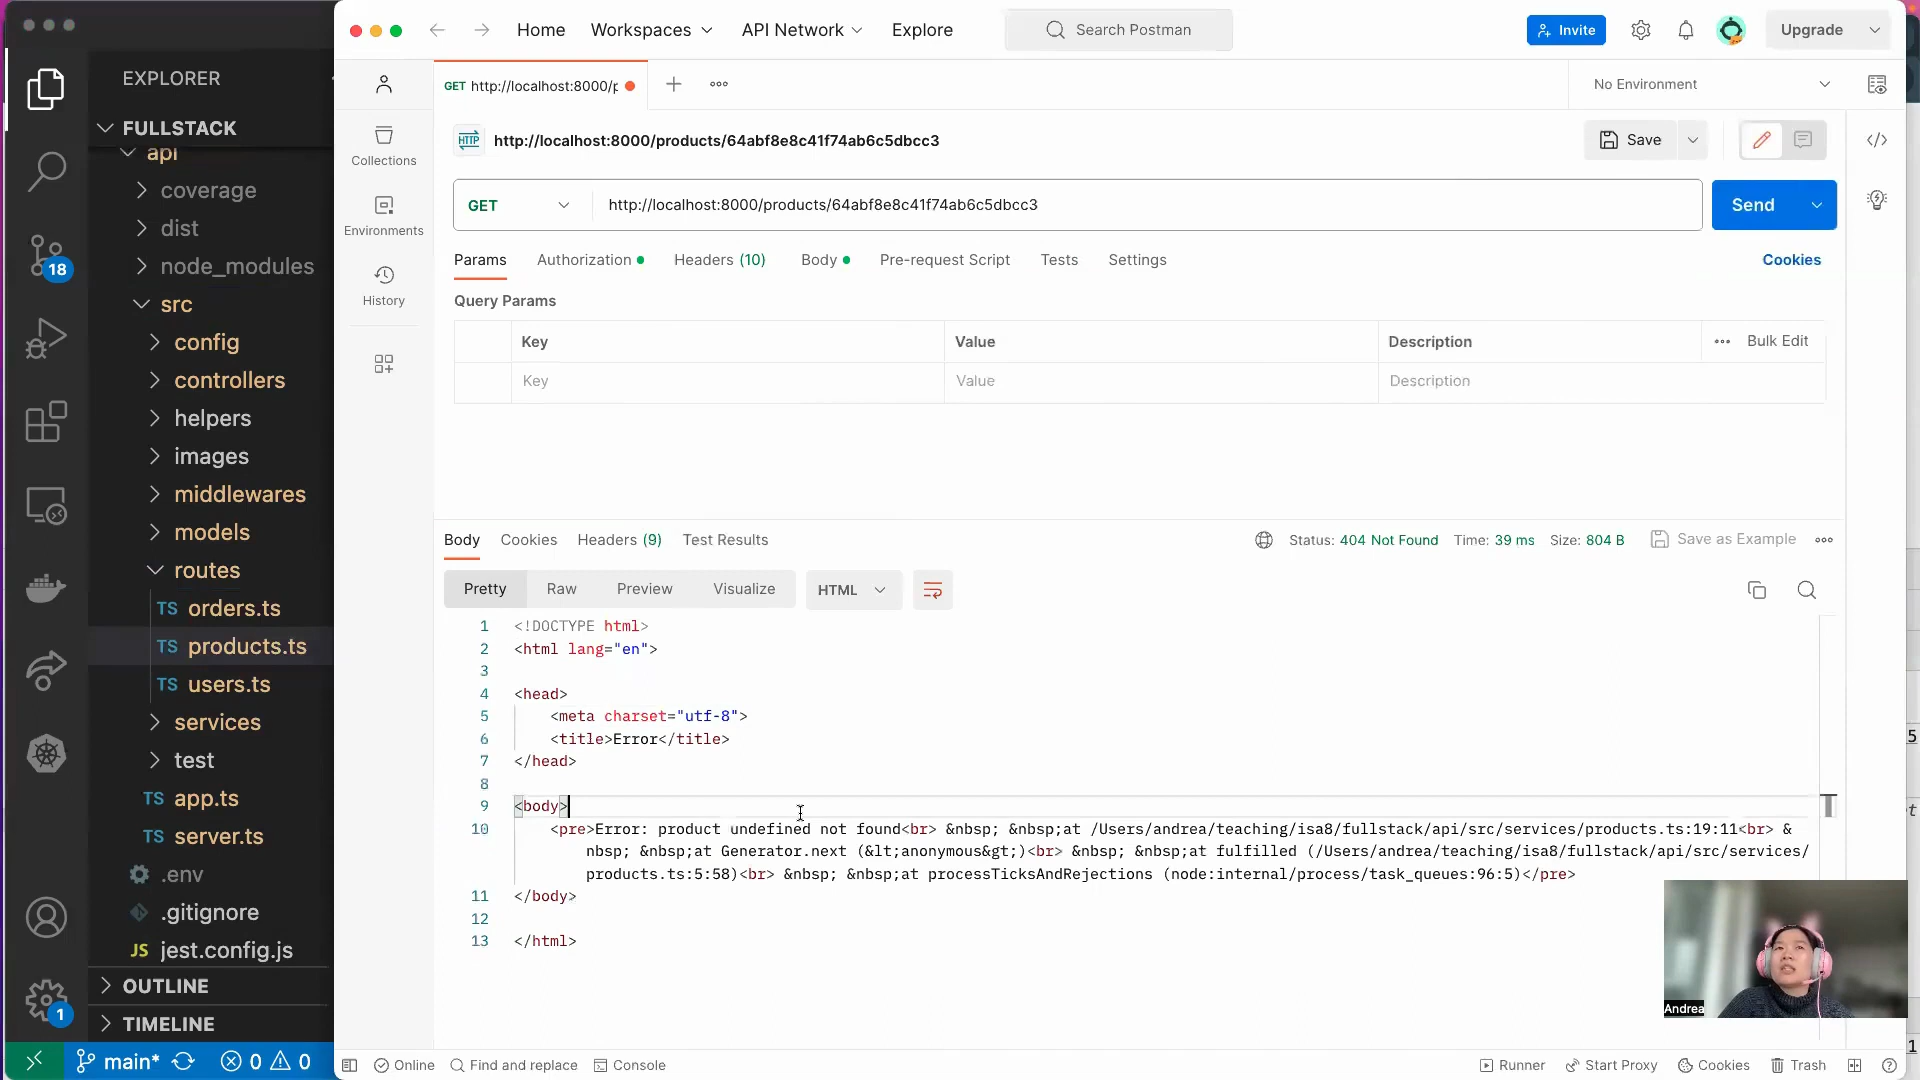 EXPLORER
FULLSTACK
api
coverage
dist
node_modules
src
config
controllers
helpers
images
middlewares
models
routes
TS orders.ts
TS products.ts
TS users.ts
services
test
TS app.ts
TS server.ts
.env
.gitignore
JS jest.config.js
OUTLINE
TIMELINE
18
1
main* 0 0
Home Workspaces API Network Explore Search Postman Invite Upgrade
GET http://localhost:8000/p
No Environment
Collections
Environments
History
HTTP http://localhost:8000/products/64abf8e8c41f74ab6c5dbcc3 Save
GET http://localhost:8000/products/64abf8e8c41f74ab6c5dbcc3 Send
Params Authorization Headers (10) Body Pre-request Script Tests Settings Cookies
Query Params
Key Value Description Bulk Edit
Key Value Description
Body Cookies Headers (9) Test Results Status: 404 Not Found Time: 39 ms Size: 804 B Save as Example
Pretty Raw Preview Visualize HTML
1 <!DOCTYPE html>
2 <html lang="en">
3
4 <head>
5 <meta charset="utf-8">
6 <title>Error</title>
7 </head>
8
9 <body>
10 <pre>Error: product undefined not found<br> &nbsp; &nbsp;at /Users/andrea/teaching/isa8/fullstack/api/src/services/products.ts:19:11<br> &
nbsp; &nbsp;at Generator.next (&lt;anonymous&gt;)<br> &nbsp; &nbsp;at fulfilled (/Users/andrea/teaching/isa8/fullstack/api/src/services/
products.ts:5:58)<br> &nbsp; &nbsp;at processTicksAndRejections (node:internal/process/task_queues:96:5)</pre>
11 </body>
12
13 </html>
Andrea
Online Find and replace Console Runner Start Proxy Cookies Trash